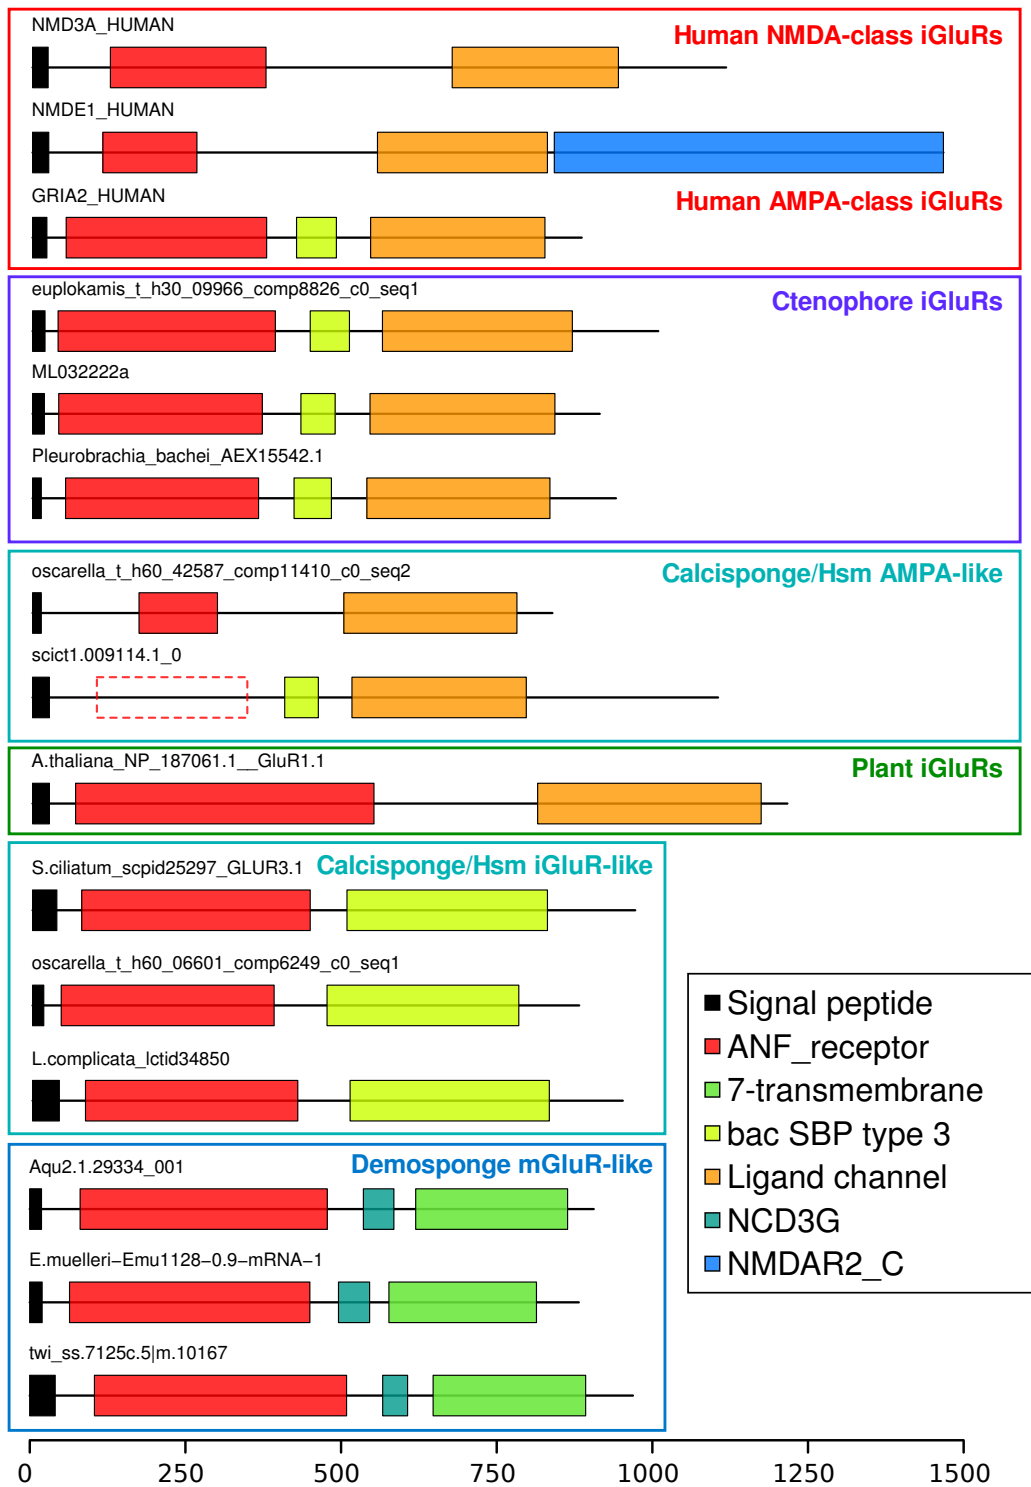 NMD3A_HUMAN
Human NMDA-class iGluRs
NMDE1_HUMAN
GRIA2_HUMAN
Human AMPA-class iGluRs
euplokamis_t_h30_09966_comp8826_c0_seq1
Ctenophore iGluRs
ML032222a
Pleurobrachia_bachei_AEX15542.1
oscarella_t_h60_42587_comp11410_c0_seq2
Calcisponge/Hsm AMPA-like
scict1.009114.1_0
A.thaliana_NP_187061.1__GluR1.1
Plant iGluRs
S.ciliatum_scpid25297_GLUR3.1
Calcisponge/Hsm iGluR-like
oscarella_t_h60_06601_comp6249_c0_seq1
L.complicata_lctid34850
Aqu2.1.29334_001
Demosponge mGluR-like
E.muelleri−Emu1128−0.9−mRNA−1
twi_ss.7125c.5|m.10167
Signal peptide
ANF_receptor
7-transmembrane
bac SBP type 3
Ligand channel
NCD3G
NMDAR2_C
0 250 500 750 1000 1250 1500